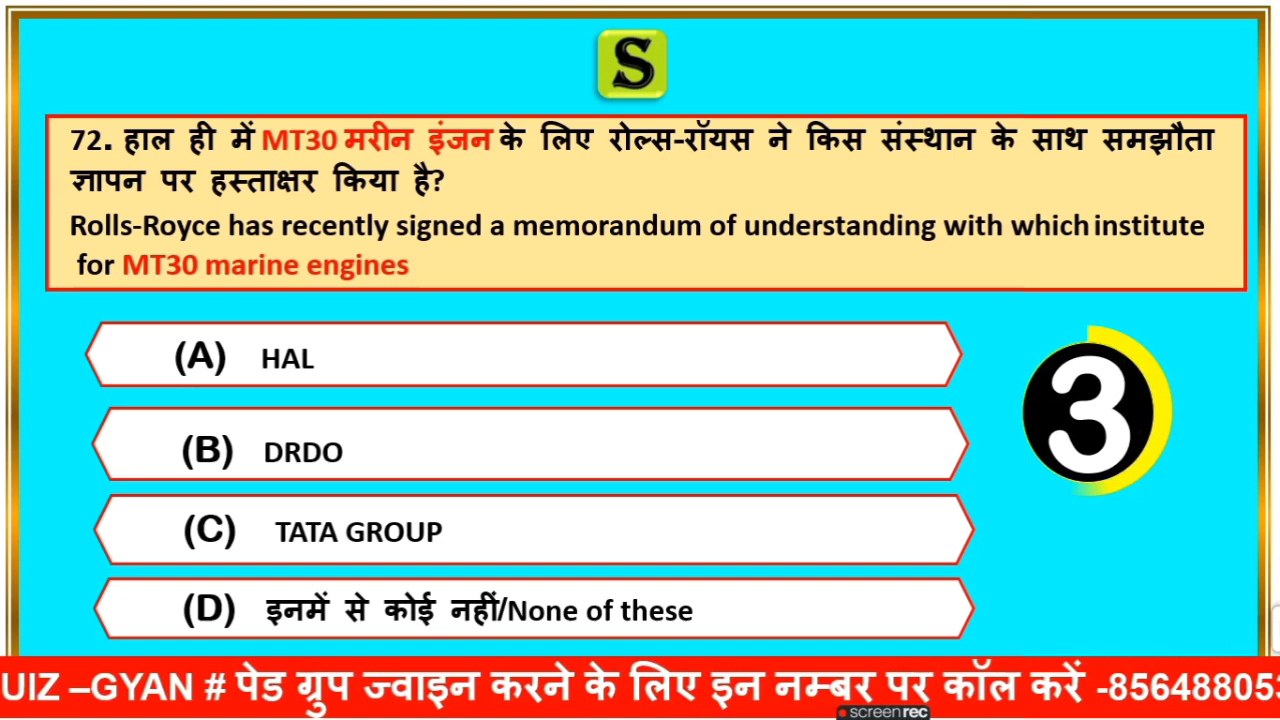 S
72. हाल ही में MT30 मरीन इंजन के लिए रोल्स-रॉयस ने किस संस्थान के साथ समझौता
ज्ञापन पर हस्ताक्षर किया है?
Rolls-Royce has recently signed a memorandum of understanding with which institute
for MT30 marine engines
(A) HAL
(B) DRDO
(C) TATA GROUP
(D) इनमें से कोई नहीं/None of these
3
UIZ –GYAN # पेड ग्रुप ज्वाइन करने के लिए इन नम्बर पर कॉल करें -856488053
screenrec